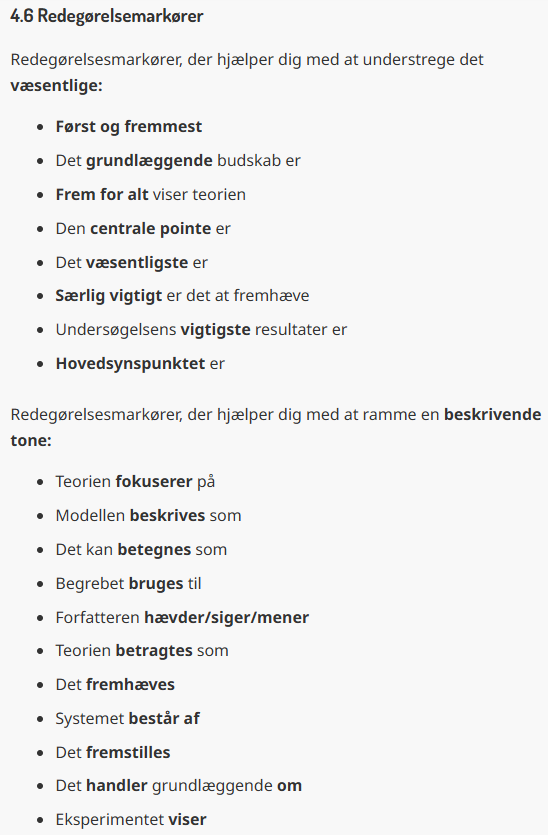 4.6 Redegørelsemarkører
Redegørelsesmarkører, der hjælper dig med at understrege det
væsentlige:
• Først og fremmest
• Det grundlæggende budskab er
• Frem for alt viser teorien
• Den centrale pointe er
• Det væsentligste er
• Særlig vigtigt er det at fremhæve
• Undersøgelsens vigtigste resultater er
• Hovedsynspunktet er
Redegørelsesmarkører, der hjælper dig med at ramme en beskrivende
tone:
• Teorien fokuserer på
• Modellen beskrives som
• Det kan betegnes som
• Begrebet bruges til
• Forfatteren hævder/siger/mener
• Teorien betragtes som
• Det fremhæves
• Systemet består af
• Det fremstilles
• Det handler grundlæggende om
• Eksperimentet viser